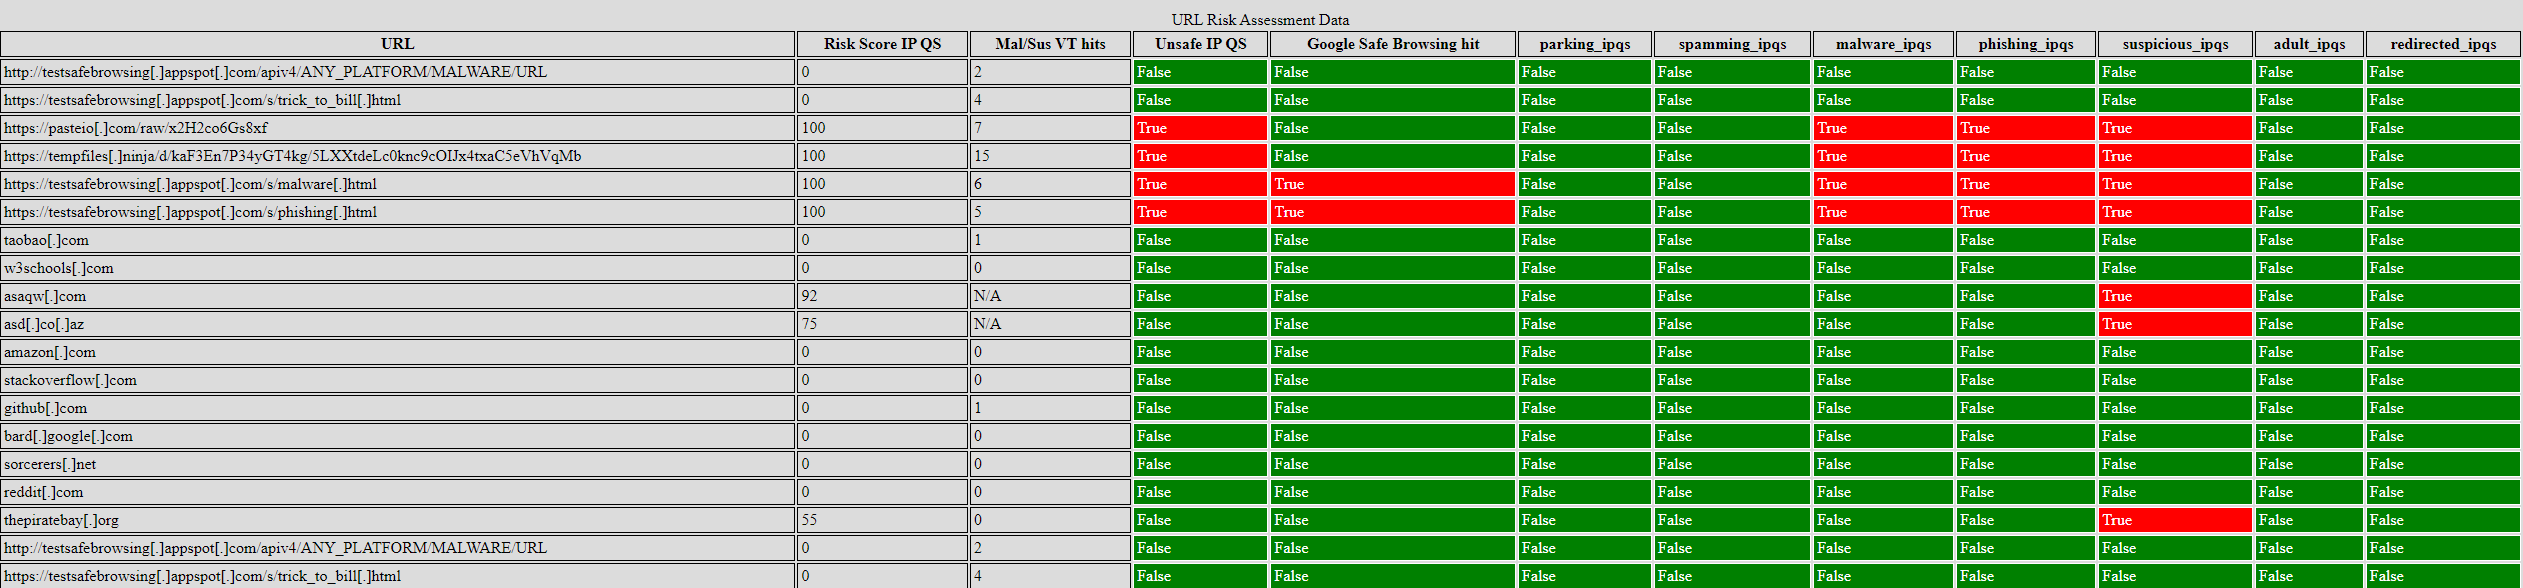 URL Risk Assessment Data
URL Risk Score IP QS Mal/Sus VT hits Unsafe IP QS Google Safe Browsing hit parking_ipqs spamming_ipqs malware_ipqs phishing_ipqs suspicious_ipqs adult_ipqs redirected_ipqs
http://testsafebrowsing[.]appspot[.]com/apiv4/ANY_PLATFORM/MALWARE/URL 0 2 False False False False False False False False False
https://testsafebrowsing[.]appspot[.]com/s/trick_to_bill[.]html 0 4 False False False False False False False False False
https://pasteio[.]com/raw/x2H2co6Gs8xf 100 7 True False False False True True True False False
https://tempfiles[.]ninja/d/kaF3En7P34yGT4kg/5LXXtdeLc0knc9cOIJx4txaC5eVhVqMb 100 15 True False False False True True True False False
https://testsafebrowsing[.]appspot[.]com/s/malware[.]html 100 6 True True False False True True True False False
https://testsafebrowsing[.]appspot[.]com/s/phishing[.]html 100 5 True True False False True True True False False
taobao[.]com 0 1 False False False False False False False False False
w3schools[.]com 0 0 False False False False False False False False False
asaqw[.]com 92 N/A False False False False False False True False False
asd[.]co[.]az 75 N/A False False False False False False True False False
amazon[.]com 0 0 False False False False False False False False False
stackoverflow[.]com 0 0 False False False False False False False False False
github[.]com 0 1 False False False False False False False False False
bard[.]google[.]com 0 0 False False False False False False False False False
sorcerers[.]net 0 0 False False False False False False False False False
reddit[.]com 0 0 False False False False False False False False False
thepiratebay[.]org 55 0 False False False False False False True False False
http://testsafebrowsing[.]appspot[.]com/apiv4/ANY_PLATFORM/MALWARE/URL 0 2 False False False False False False False False False
https://testsafebrowsing[.]appspot[.]com/s/trick_to_bill[.]html 0 4 False False False False False False False False False